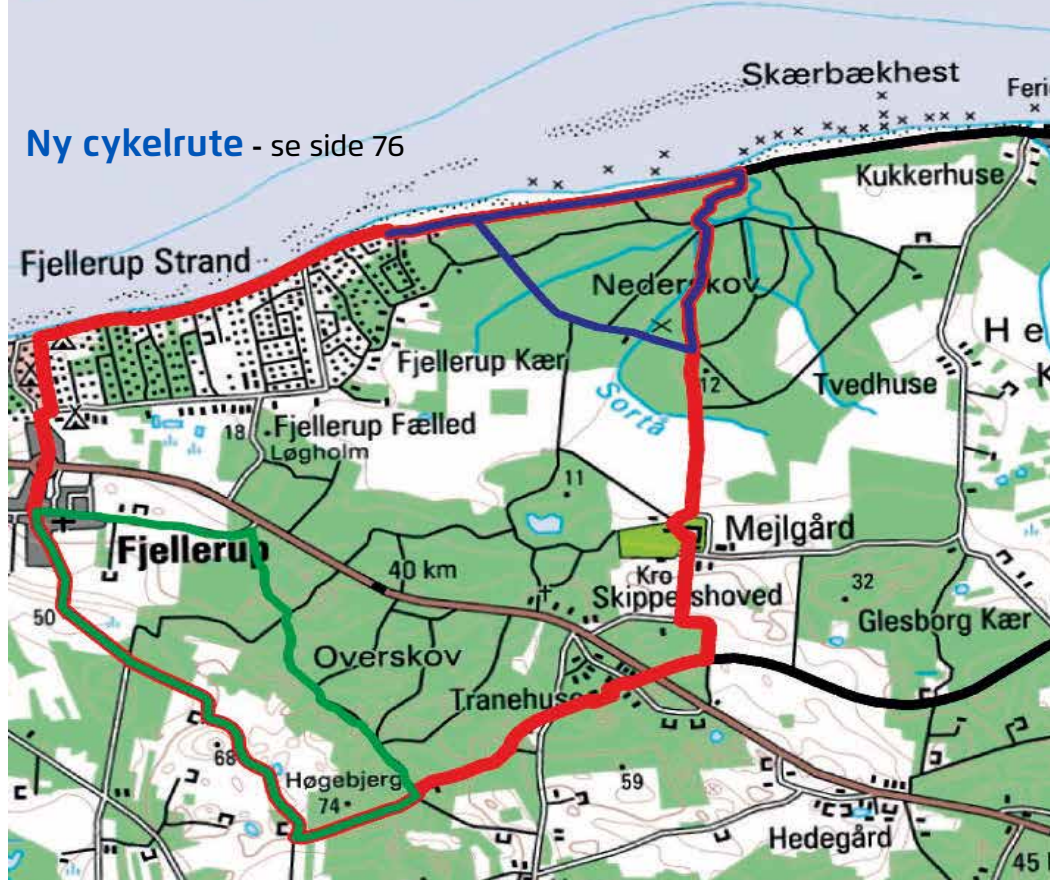 Skærbækhest
Feri
Ny cykelrute - se side 76
Kukkerhuse
Fjellerup Strand
Nederskov
He
K
Fjellerup Kær
12
Tvedhuse
Sortå
18
Fjellerup Fælled
Løgholm
11
Mejlgård
Fjellerup
40 km
Kro
Skippershoved
32
50
Glesborg Kær
Overskov
Tranehuse
68
Høgebjerg
74
59
Hedegård
45